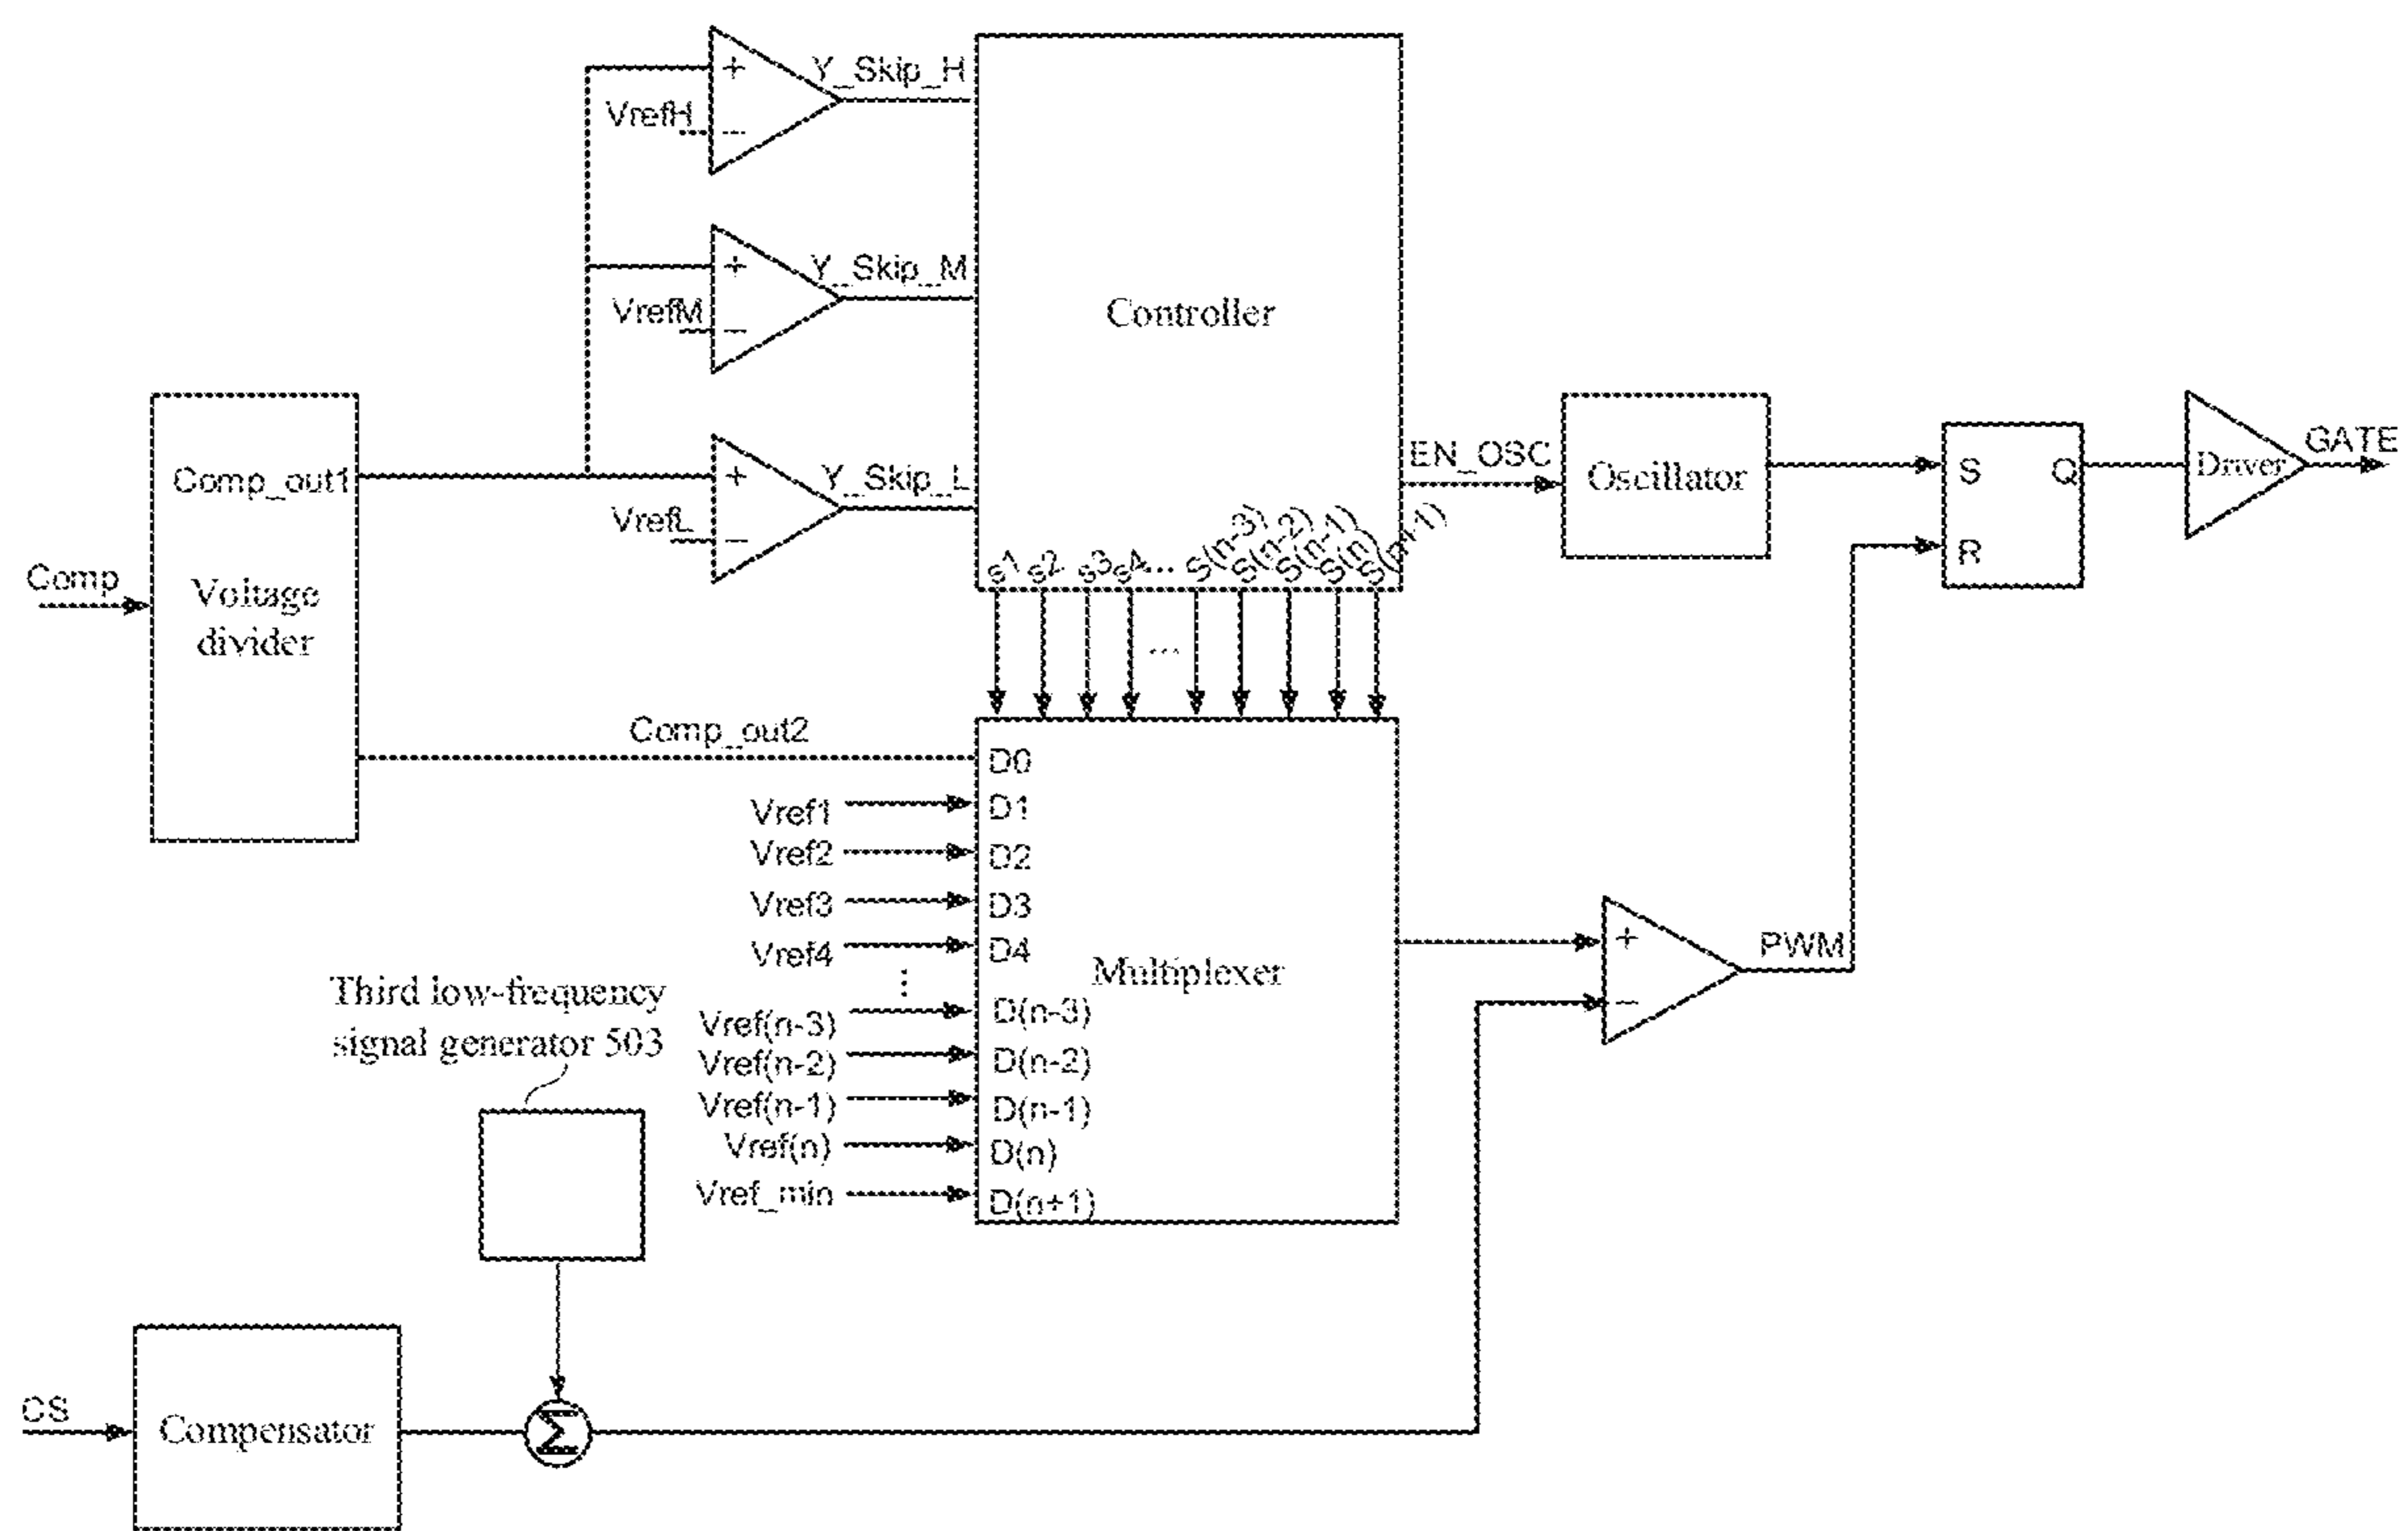 +
Y_Skip_H
VrefH
−
+
Y_Skip_M
VrefM
−
Controller
Comp_out1
+
Y_Skip_L
VrefL
−
EN_OSC
Oscillator
S
Q
R
Driver
GATE
Comp
Voltage
divider
s1
s2
s3
s4
...
S(n-3)
S(n-2)
S(n-1)
S(n)
S(n+1)
...
Comp_out2
D0
Vref1
D1
Vref2
D2
Vref3
D3
Vref4
D4
...
Multiplexer
+
−
PWM
Third low-frequency
signal generator 503
Vref(n-3)
D(n-3)
Vref(n-2)
D(n-2)
Vref(n-1)
D(n-1)
Vref(n)
D(n)
Vref_min
D(n+1)
CS
Compensator
Σ